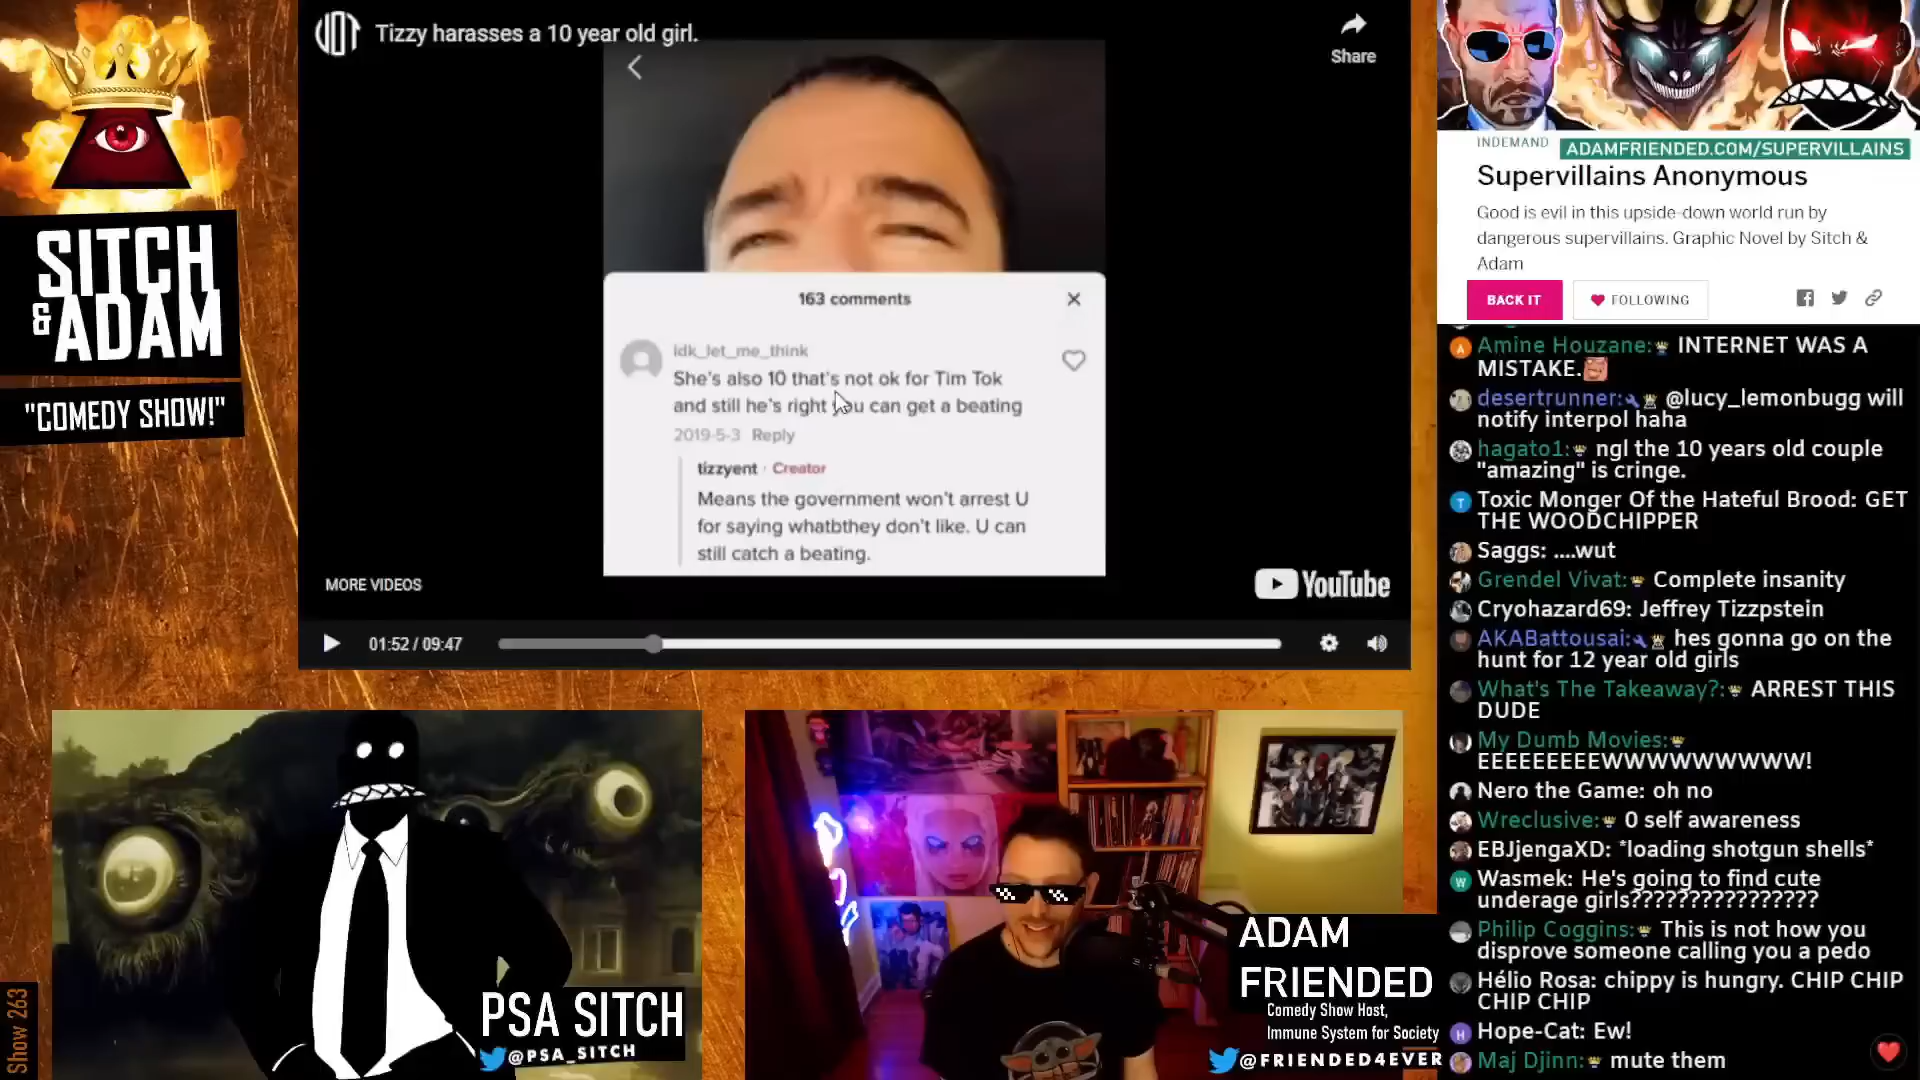 SITCH
& ADAM
"COMEDY SHOW!"
Show 263
Tizzy harasses a 10 year old girl.
Share
163 comments
idk_let_me_think
She's also 10 that's not ok for Tim Tok
and still he's right you can get a beating
2019-5-3 Reply
tizzyent · Creator
Means the government won't arrest U
for saying whatbthey don't like. U can
still catch a beating.
MORE VIDEOS
YouTube
01:52 / 09:47
PSA SITCH
@PSA_SITCH
ADAM
FRIENDED
Comedy Show Host,
Immune System for Society
@FRIENDED4EVER
INDEMAND
ADAMFRIENDED.COM/SUPERVILLAINS
Supervillains Anonymous
Good is evil in this upside-down world run by
dangerous supervillains. Graphic Novel by Sitch &
Adam
BACK IT
FOLLOWING
Amine Houzane: INTERNET WAS A
MISTAKE.
desertrunner: @lucy_lemonbugg will
notify interpol haha
hagato1: ngl the 10 years old couple
"amazing" is cringe.
Toxic Monger Of the Hateful Brood: GET
THE WOODCHIPPER
Saggs: ....wut
Grendel Vivat: Complete insanity
Cryohazard69: Jeffrey Tizzpstein
AKABattousai: hes gonna go on the
hunt for 12 year old girls
What's The Takeaway?: ARREST THIS
DUDE
My Dumb Movies:
EEEEEEEEEWWWWWWWWW!
Nero the Game: oh no
Wreclusive: 0 self awareness
EBJjengaXD: *loading shotgun shells*
Wasmek: He's going to find cute
underage girls????????????????
Philip Coggins: This is not how you
disprove someone calling you a pedo
Hélio Rosa: chippy is hungry. CHIP CHIP
CHIP CHIP
Hope-Cat: Ew!
Maj Djinn: mute them